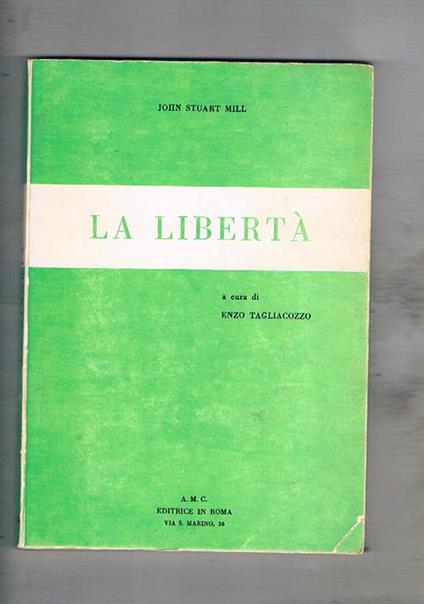 JOHN STUART MILL
LA LIBERTÀ
a cura di
ENZO TAGLIACOZZO
A. M. C.
EDITRICE IN ROMA
VIA S. MARINO, 36